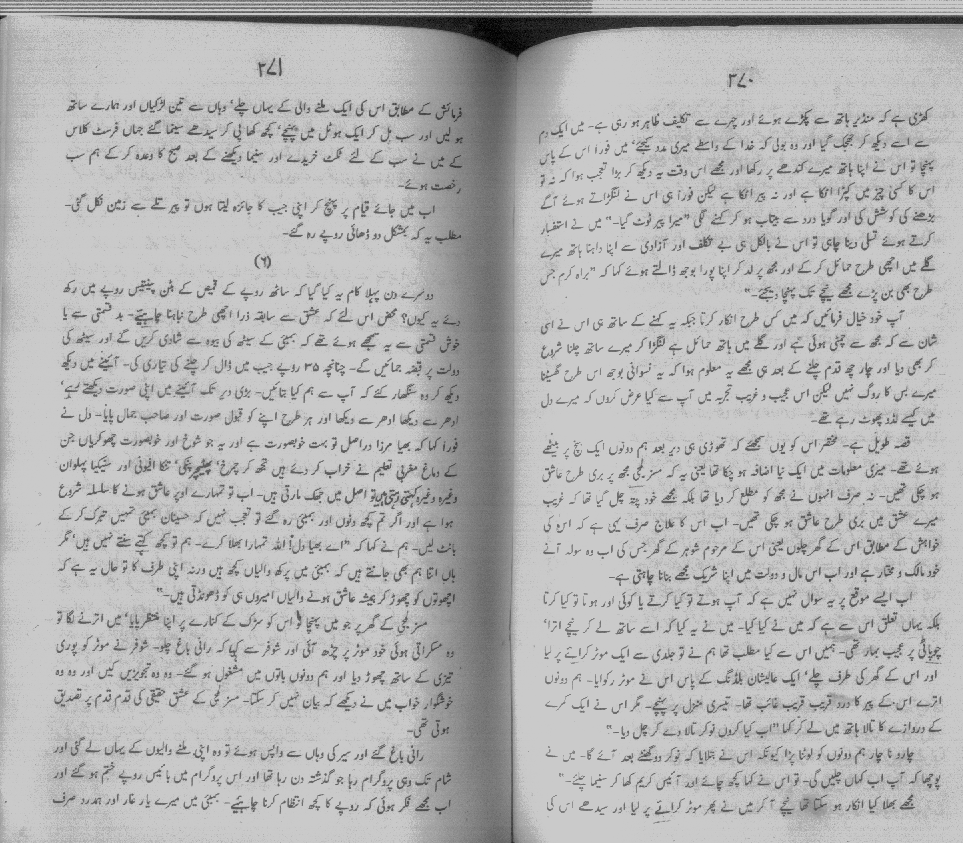 ۲۷۰
کھڑی ہے کہ منڈیر ہاتھ سے پکڑے ہوئے اور چہرے سے تکلیف ظاہر ہو رہی ہے۔ میں ایک دم
سے اسے دیکھ کر جھجک گیا اور وہ بولی کہ خدا کے واسطے میری مدد کیجئے‘ میں فوراً اس کے پاس
پہنچا تو اس نے اپنا ہاتھ میرے کندھے پر رکھا اور مجھے اس وقت یہ دیکھ کر بڑا تعجب ہوا کہ نہ تو
اس کا کسی چیز میں کپڑا اٹکا ہے اور نہ پیر اٹکا ہے لیکن فوراً ہی اس نے لنگڑاتے ہوئے آگے
بڑھنے کی کوشش کی اور گویا درد سے بیتاب ہو کر کہنے لگی "میرا پیر ٹوٹ گیا۔" میں نے استفسار
کرتے ہوئے تسلی دینا چاہی تو اس نے بالکل ہی بے تکلف اور آزادی سے اپنا داہنا ہاتھ میرے
گلے میں اچھی طرح حمائل کر کے اور مجھ پر لد کر اپنا پورا بوجھ ڈالتے ہوئے کہا کہ "براہ کرم جس
طرح بھی بن پڑے مجھے نیچے تک پہنچا دیجئے۔"
آپ خود خیال فرمائیں کہ میں کس طرح انکار کرتا جبکہ یہ کہنے کے ساتھ ہی اس نے اسی
شان سے کہ مجھ سے چمٹی ہوئی ہے اور گلے میں ہاتھ حمائل ہے لنگڑا کر میرے ساتھ چلنا شروع
کر بھی دیا اور چار چھ قدم چلنے کے بعد ہی مجھے یہ معلوم ہوا کہ یہ نسوانی بوجھ اس طرح گھسیٹنا
میرے بس کا روگ نہیں لیکن اس عجیب و غریب تجربہ میں آپ سے کیا عرض کروں کہ میرے دل
میں کیسے لڈو پھوٹ رہے تھے۔
قصہ طویل ہے۔ مختصر اس کو یوں سمجھئے کہ تھوڑی ہی دیر بعد ہم دونوں ایک بنچ پر بیٹھے
ہوئے تھے۔ میری معلومات میں ایک نیا اضافہ ہو چکا تھا یعنی یہ کہ مسز نجمی مجھ پر بری طرح عاشق
ہو چکی تھیں۔ نہ صرف انہوں نے مجھ کو مطلع کر دیا تھا بلکہ مجھے خود پتہ چل گیا تھا کہ غریب
میرے عشق میں بری طرح عاشق ہو چکی تھیں۔ اب اس کا علاج صرف یہی ہے کہ اس کی
خواہش کے مطابق اس کے گھر چلوں یعنی اس کے مرحوم شوہر کے گھر جس کی اب وہ سولہ آنے
خود مالک و مختار ہے اور اب اس مال و دولت میں اپنا شریک مجھے بنانا چاہتی ہے۔
اب ایسے موقع پر یہ سوال نہیں ہے کہ آپ ہوتے تو کیا کرتے یا کوئی اور ہوتا تو کیا کرتا
بلکہ یہاں تعلق اس سے ہے کہ میں نے کیا کیا۔ میں نے یہ کیا کہ اسے ساتھ لے کر نیچے اترا‘
چوپاٹی پر عجیب بہار تھی۔ ہمیں اس سے کیا مطلب تھا ہم نے تو جلدی سے ایک موٹر کرائے پر لیا
اور اس کے گھر کی طرف چلے‘ ایک عالیشان بلڈنگ کے پاس اس نے موٹر رکوایا۔ ہم دونوں
اترے اس کے پیر کا درد قریب قریب غائب تھا۔ تیسری منزل پر پہنچے۔ مگر اس نے ایک کمرے
کے دروازے کا تالا ہاتھ میں لے کر کہا "اب کیا کروں نوکر تالا دے کر چل دیا۔"
چار و نا چار ہم دونوں کو لوٹنا پڑا کیونکہ اس نے بتلایا کہ نوکر دو گھنٹے بعد آئے گا۔ میں نے
پوچھا کہ آپ اب کہاں چلیں گی۔ تو اس نے کہا کچھ چائے اور آئیس کریم کھا کر سینما چلئے۔"
مجھے بھلا کیا انکار ہو سکتا تھا نیچے آ کر میں نے پھر موٹر کرائے پر لیا اور سیدھے اس کی
۲۷۱
فرمائش کے مطابق اس کی ایک ملنے والی کے یہاں چلے‘ وہاں سے تین لڑکیاں اور ہمارے ساتھ
ہو لیں اور سب مل کر ایک ہوٹل میں پہنچے‘ کچھ کھا پی کر سیدھے سینما گئے جہاں فرسٹ کلاس
کے میں نے سب کے لئے ٹکٹ خریدے اور سینما دیکھنے کے بعد صبح کا وعدہ کر کے ہم سب
رخصت ہوئے۔
اب میں جائے قیام پر پہنچ کر اپنی جیب کا جائزہ لیتا ہوں تو پیر تلے سے زمین نکل گئی۔
مطلب یہ کہ بمشکل دو ڈھائی روپے رہ گئے۔
(۶)
دوسرے دن پہلا کام یہ کیا گیا کہ ساٹھ روپے کے قمیص کے بٹن پینتیس روپے میں رکھ
دیے یہ کیوں؟ محض اس لئے کہ عشق سے سابقہ ذرا اچھی طرح نباہنا چاہیئے۔ بد قسمتی سے یا
خوش قسمتی سے یہ سمجھے ہوئے تھے کہ بمبئی کے سیٹھ کی بیوہ سے شادی کریں گے اور سیٹھ کی
دولت پر قبضہ جمائیں گے۔ چنانچہ ۳۵ روپے جیب میں ڈال کر چلنے کی تیاری کی۔ آئینے میں دیکھ
دیکھ کر وہ سنگھار کئے کہ آپ سے ہم کیا بتائیں۔ بڑی دیر تک آئینے میں اپنی صورت دیکھتے رہے‘
ادھر سے دیکھا ادھر سے دیکھا اور ہر طرح اپنے کو قبول صورت اور صاحب جمال پایا۔ دل نے
فوراً کہا کہ بھیا مرزا دراصل تو بہت خوبصورت ہے اور یہ جو شوخ اور خوبصورت چھوکریاں جن
کے دماغ مغربی تعلیم نے خراب کر دیے ہیں تجھ کو چمرخ‘ تنکا افیونی اور سینکیا پہلوان
وغیرہ وغیرہ کہتی رہتی ہیں تو اصل میں جھک مارتی ہیں۔ اب تو تمہارے اوپر عاشق ہونے کا سلسلہ شروع
ہوا ہے اور اگر تم کچھ دنوں اور بمبئی رہ گئے تو تعجب نہیں کہ حسینان بمبئی تمہیں تبرک کر کے
بانٹ لیں۔ ہم نے کہا کہ "اے بھیا دل! اللہ تمہارا بھلا کرے۔ ہم تو کچھ کہتے سنتے نہیں ہیں‘ مگر
ہاں اتنا ہم بھی جانتے ہیں کہ بمبئی میں پرکھ والیاں کچھ ہیں ورنہ اپنی طرف کا تو حال یہ ہے کہ
اچھوتوں کو چھوڑ کر ہمیشہ عاشق ہونے والیاں امیروں ہی کو ڈھونڈتی ہیں۔"
مسز نجمی کے گھر پر جو میں پہنچا تو اس کو سڑک کے کنارے پر اپنا منتظر پایا‘ میں اترنے لگا تو
وہ مسکراتی ہوئی خود موٹر پر چڑھ آئی اور شوفر سے کہا کہ رانی باغ چلو۔ شوفر نے موٹر کو پوری
تیزی کے ساتھ چھوڑ دیا اور ہم دونوں باتوں میں مشغول ہو گئے۔ وہ وہ تجویزیں کیں اور وہ وہ
خوشگوار خواب میں نے دیکھے کہ بیان نہیں کر سکتا۔ مسز نجمی کے عشق حقیقی کی قدم قدم پر تصدیق
ہوتی تھی۔
رانی باغ گئے اور سیر کی وہاں سے واپس ہوئے تو وہ اپنی ملنے والیوں کے یہاں لے گئی اور
شام تک وہی پروگرام رہا جو گذشتہ دن رہا تھا اور اس پروگرام میں بائیس روپے ختم ہو گئے اور
اب مجھے فکر ہوئی کہ روپے کا کچھ انتظام کرنا چاہیئے۔ بمبئی میں میرے یار غار اور ہمدرد صرف